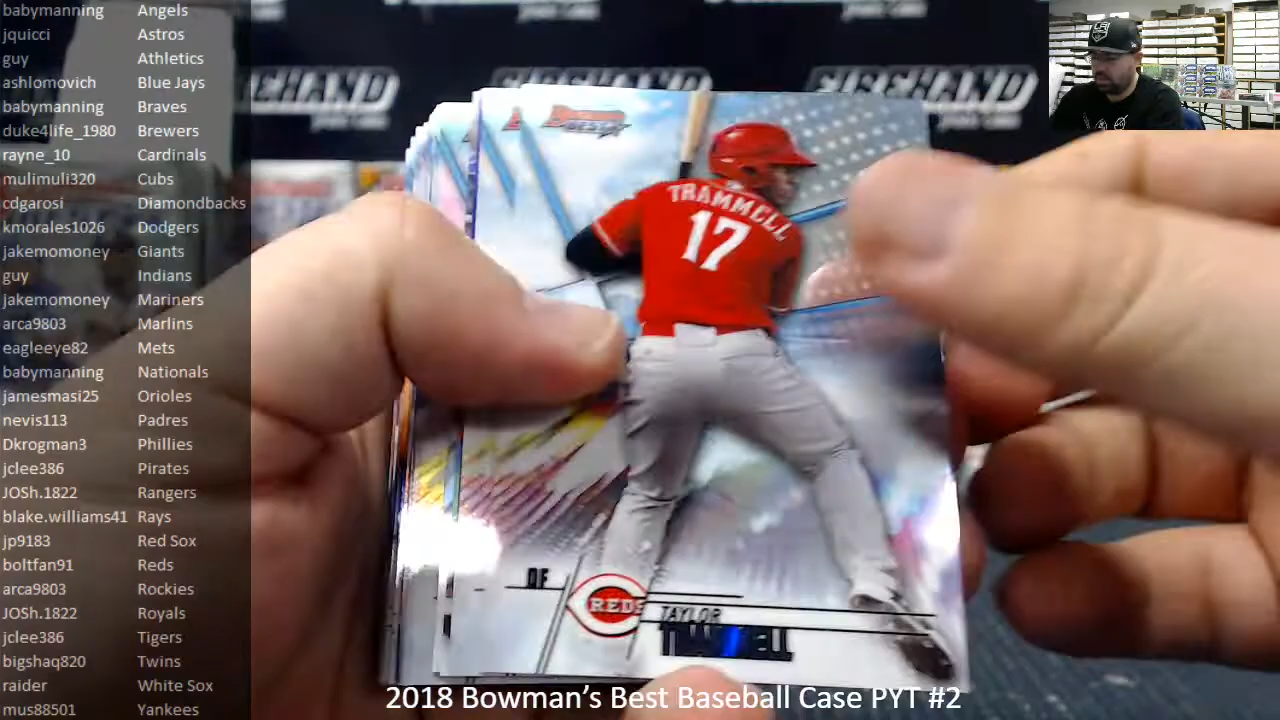 babymanning Angels
jquicci Astros
guy Athletics
ashlomovich Blue Jays
babymanning Braves
duke4life_1980 Brewers
rayne_10 Cardinals
mulimuli320 Cubs
cdgarosi Diamondbacks
kmorales1026 Dodgers
jakemomoney Giants
guy Indians
jakemomoney Mariners
arca9803 Marlins
eagleeye82 Mets
babymanning Nationals
jamesmasi25 Orioles
nevis113 Padres
Dkrogman3 Phillies
jclee386 Pirates
JOSh.1822 Rangers
blake.williams41 Rays
jp9183 Red Sox
boltfan91 Reds
arca9803 Rockies
JOSh.1822 Royals
jclee386 Tigers
bigshaq820 Twins
raider White Sox
mus88501 Yankees
Bowman's
BEST
TRAMMELL
17
OF
REDS
TAYLOR
TRAMMELL
2018 Bowman's Best Baseball Case PYT #2